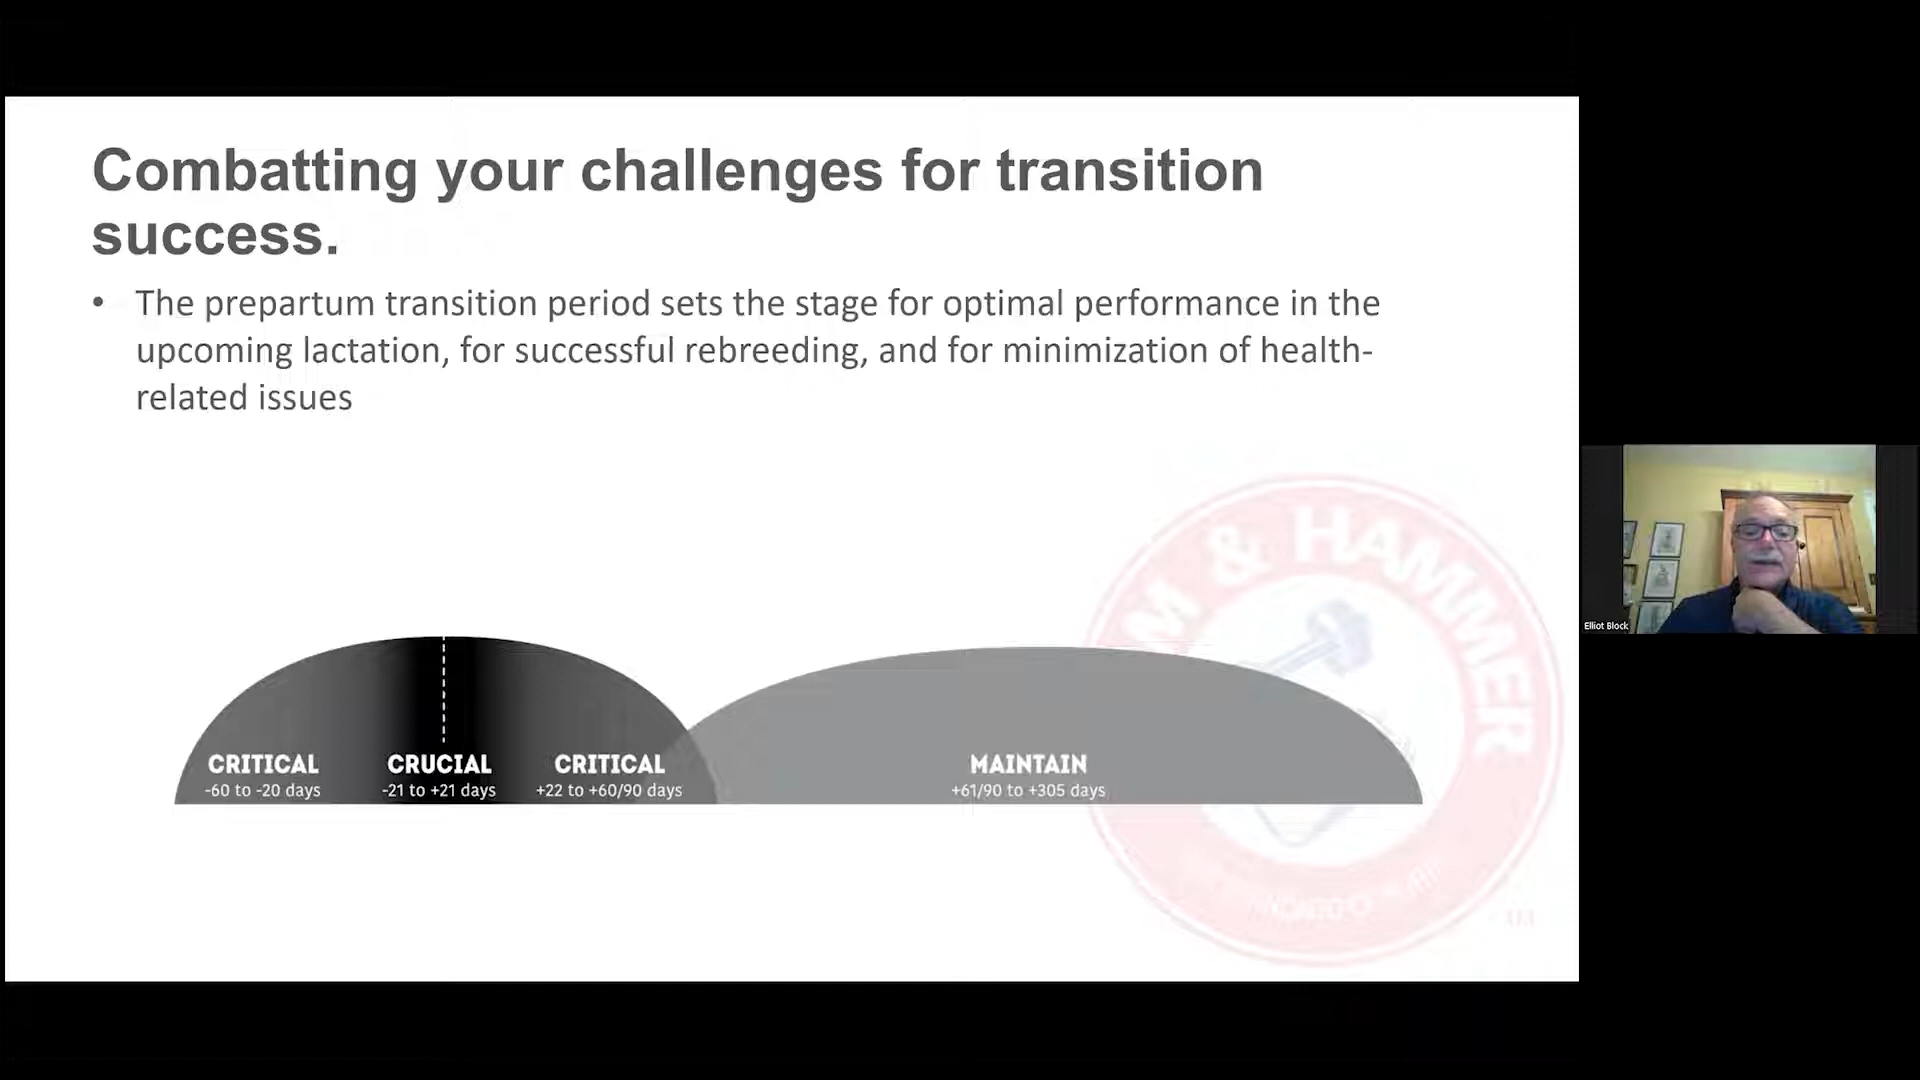 Combatting your challenges for transition
success.
• The prepartum transition period sets the stage for optimal performance in the
upcoming lactation, for successful rebreeding, and for minimization of health-
related issues
& HAMMER
CRITICAL
-60 to -20 days
CRUCIAL
-21 to +21 days
CRITICAL
+22 to +60/90 days
MAINTAIN
+61/90 to +305 days
Elliot Block